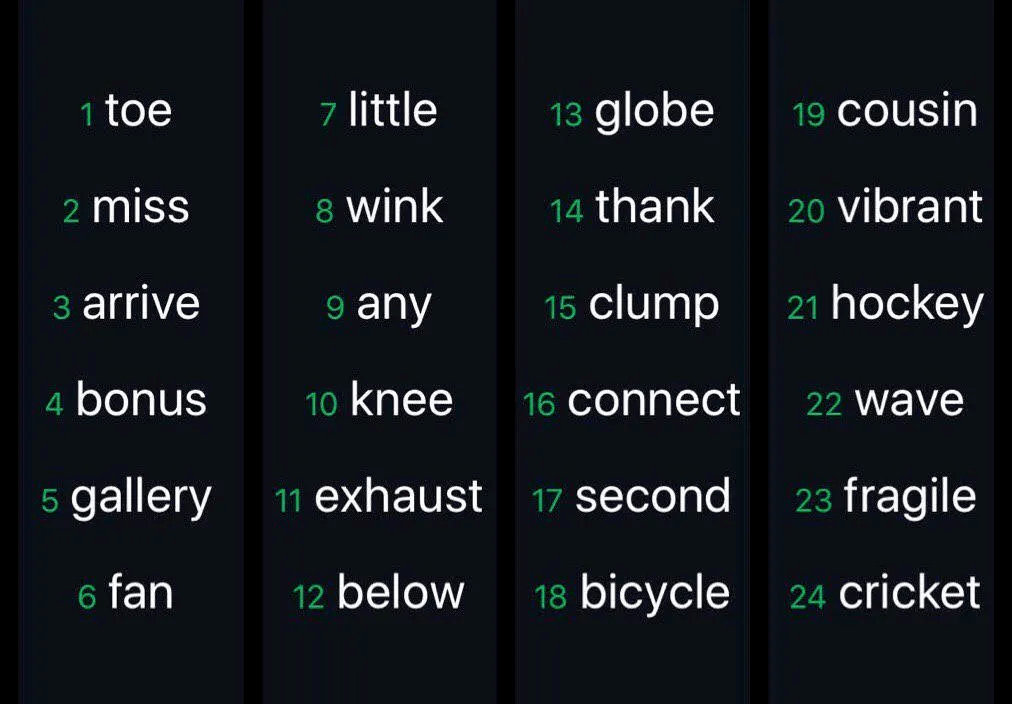 1 toe
2 miss
3 arrive
4 bonus
5 gallery
6 fan
7 little
8 wink
9 any
10 knee
11 exhaust
12 below
13 globe
14 thank
15 clump
16 connect
17 second
18 bicycle
19 cousin
20 vibrant
21 hockey
22 wave
23 fragile
24 cricket